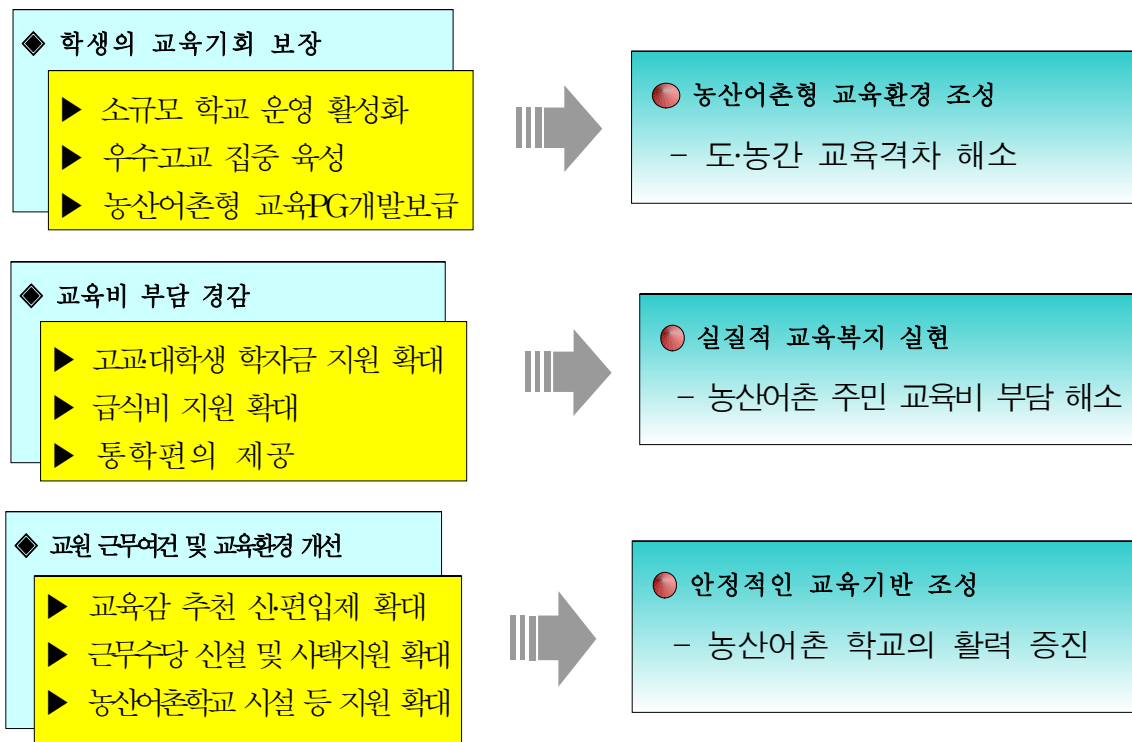 ◈ 학생의 교육기회 보장
▶ 소규모 학교 운영 활성화
▶ 우수고교 집중 육성
▶ 농산어촌형 교육PG개발보급
농산어촌형 교육환경 조성
- 도·농간 교육격차 해소
◈ 교육비 부담 경감
▶ 고교·대학생 학자금 지원 확대
▶ 급식비 지원 확대
▶ 통학편의 제공
실질적 교육복지 실현
- 농산어촌 주민 교육비 부담 해소
◈ 교원 근무여건 및 교육환경 개선
▶ 교육감 추천 신·편입제 확대
▶ 근무수당 신설 및 사택지원 확대
▶ 농산어촌학교 시설 등 지원 확대
안정적인 교육기반 조성
- 농산어촌 학교의 활력 증진